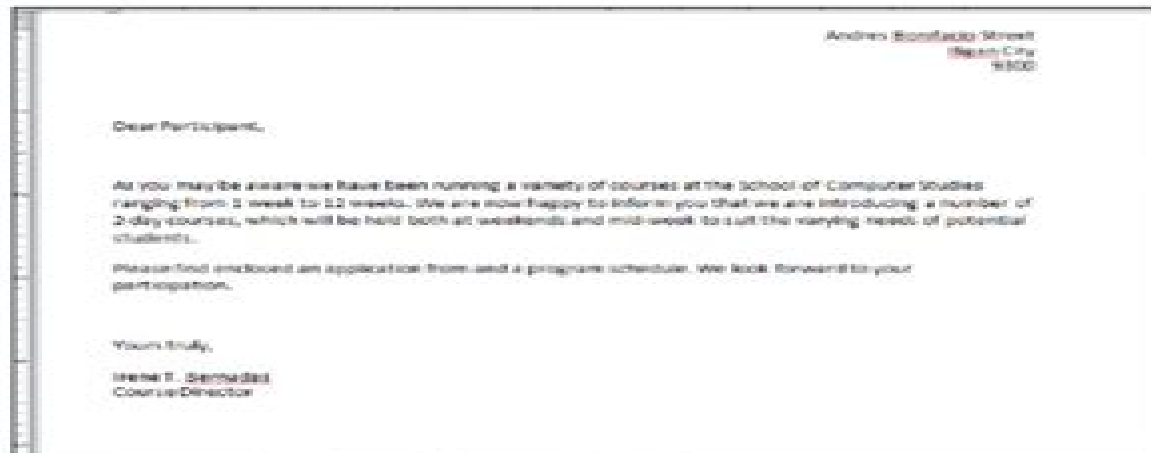 Andres Bonifacio Street
Iligan City
9200
Dear Participant,
As you may be aware we have been running a variety of courses at the School of Computer Studies
ranging from 1 week to 12 weeks. We are now happy to inform you that we are introducing a number of
2-day courses, which will be held both at weekends and mid-week to suit the varying needs of potential
students.
Please find enclosed an application from and a program schedule. We look forward to your
participation.
Yours truly,
Irene T.
Course Director